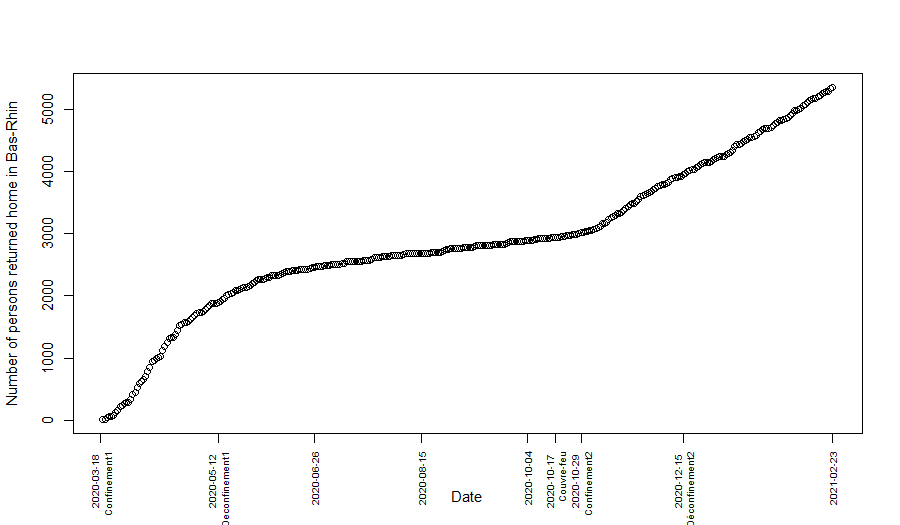 Number of persons returned home in Bas-Rhin
5000
4000
3000
2000
1000
0
2020-03-18
Confinement1
2020-05-12
Déconfinement1
2020-06-26
2020-08-15
2020-10-04
2020-10-17
Couvre-feu
2020-10-29
Confinement2
2020-12-15
Déconfinement2
2021-02-23
Date